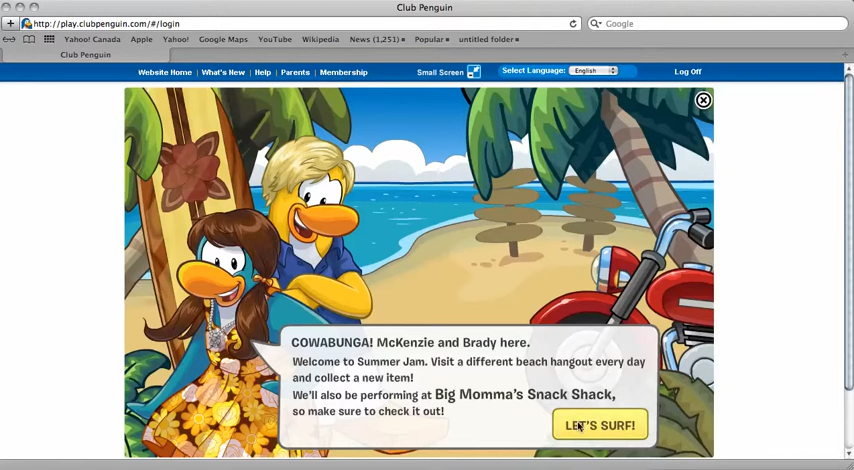 Club Penguin
http://play.clubpenguin.com/#/login
Google
Yahoo! Canada Apple Yahoo! Google Maps YouTube Wikipedia News (1,251) Popular untitled folder
Club Penguin
Website Home | What's New | Help | Parents | Membership Small Screen Select Language: English Log Off
COWABUNGA! McKenzie and Brady here.
Welcome to Summer Jam. Visit a different beach hangout every day
and collect a new item!
We'll also be performing at Big Momma's Snack Shack,
so make sure to check it out!
LET'S SURF!